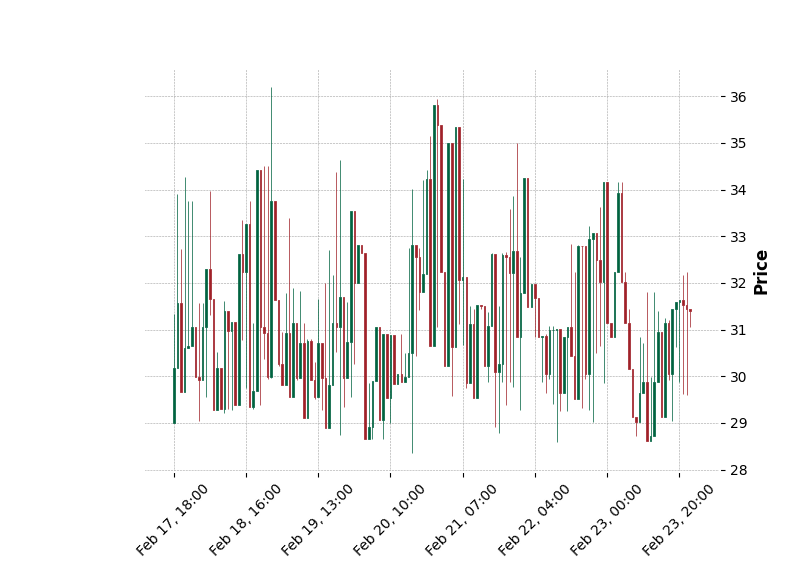 36
35
34
33
32
31
30
29
28
Price
Feb 17, 18:00
Feb 18, 16:00
Feb 19, 13:00
Feb 20, 10:00
Feb 21, 07:00
Feb 22, 04:00
Feb 23, 00:00
Feb 23, 20:00